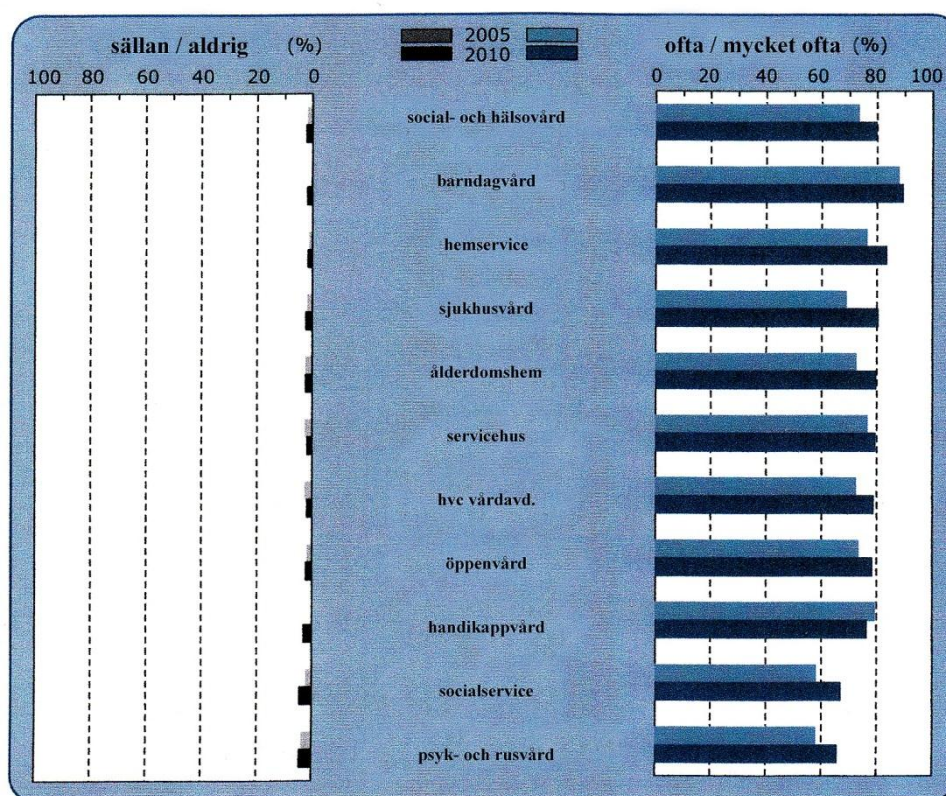 sällan / aldrig (%)
2005
2010
ofta / mycket ofta (%)
100 80 60 40 20 0
0 20 40 60 80 100
social- och hälsovård
barndagvård
hemservice
sjukhusvård
ålderdomshem
servicehus
hvc vårdavd.
öppenvård
handikappvård
socialservice
psyk- och rusvård